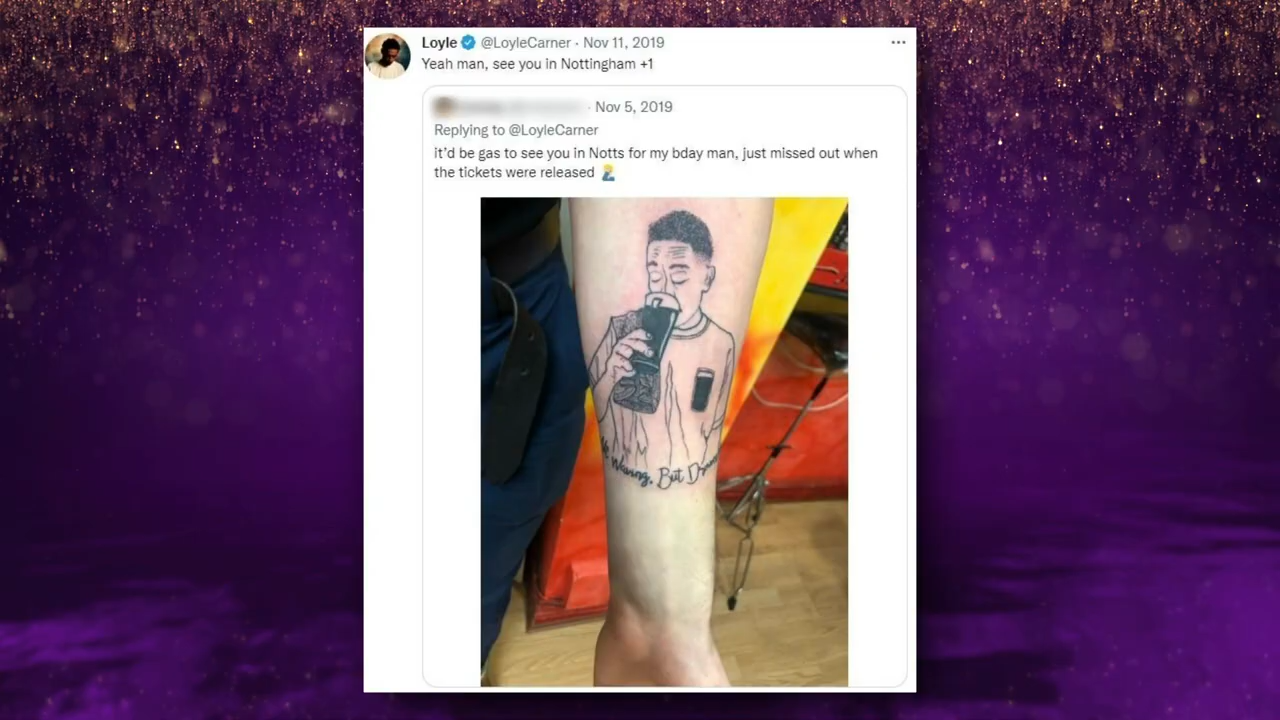 Loyle @LoyleCarner · Nov 11, 2019
Yeah man, see you in Nottingham +1
· Nov 5, 2019
Replying to @LoyleCarner
it’d be gas to see you in Notts for my bday man, just missed out when
the tickets were released
Waving, But